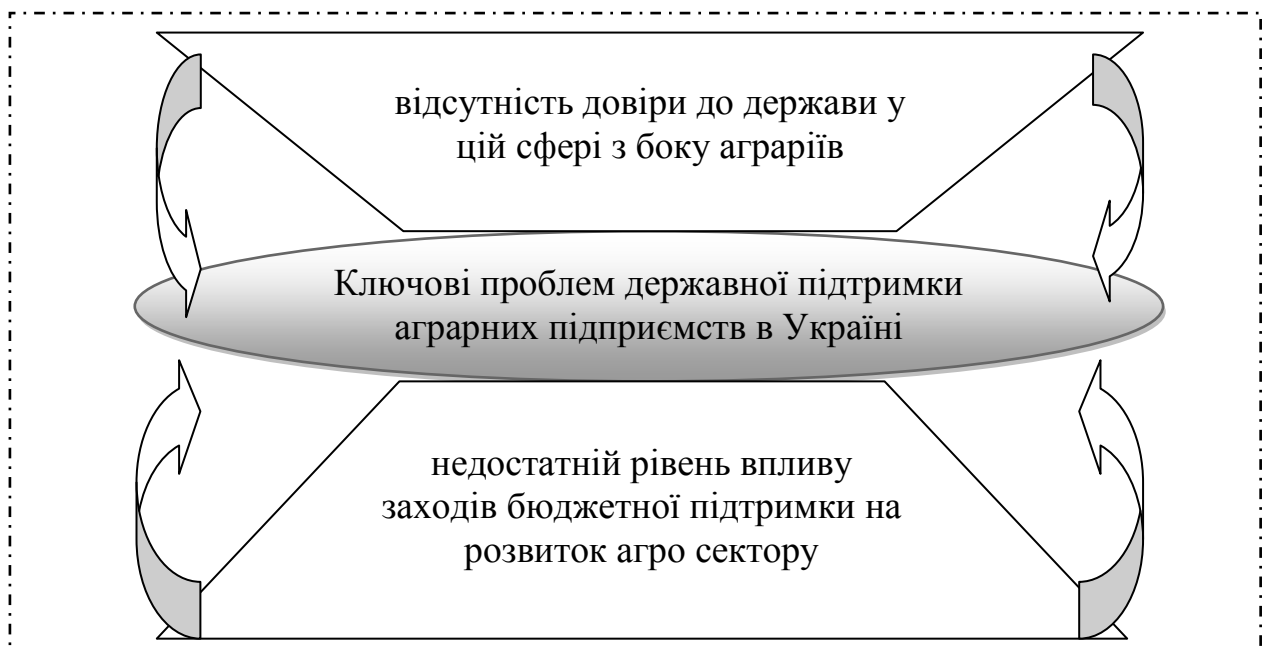 відсутність довіри до держави у
цій сфері з боку аграріїв
Ключові проблем державної підтримки
аграрних підприємств в Україні
недостатній рівень впливу
заходів бюджетної підтримки на
розвиток агро сектору